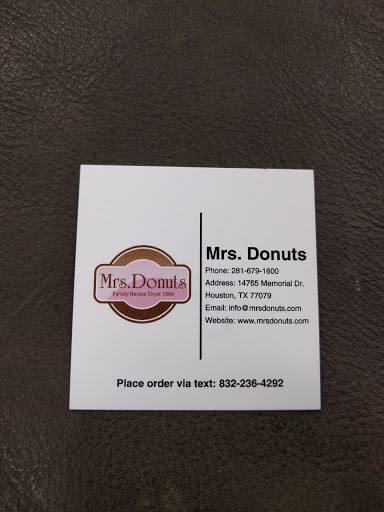 Mrs. Donuts
Family Recipe Since 1984
Mrs. Donuts
Phone: 281-679-1600
Address: 14765 Memorial Dr.
Houston, TX 77079
Email: info@mrsdonuts.com
Website: www.mrsdonuts.com
Place order via text: 832-236-4292